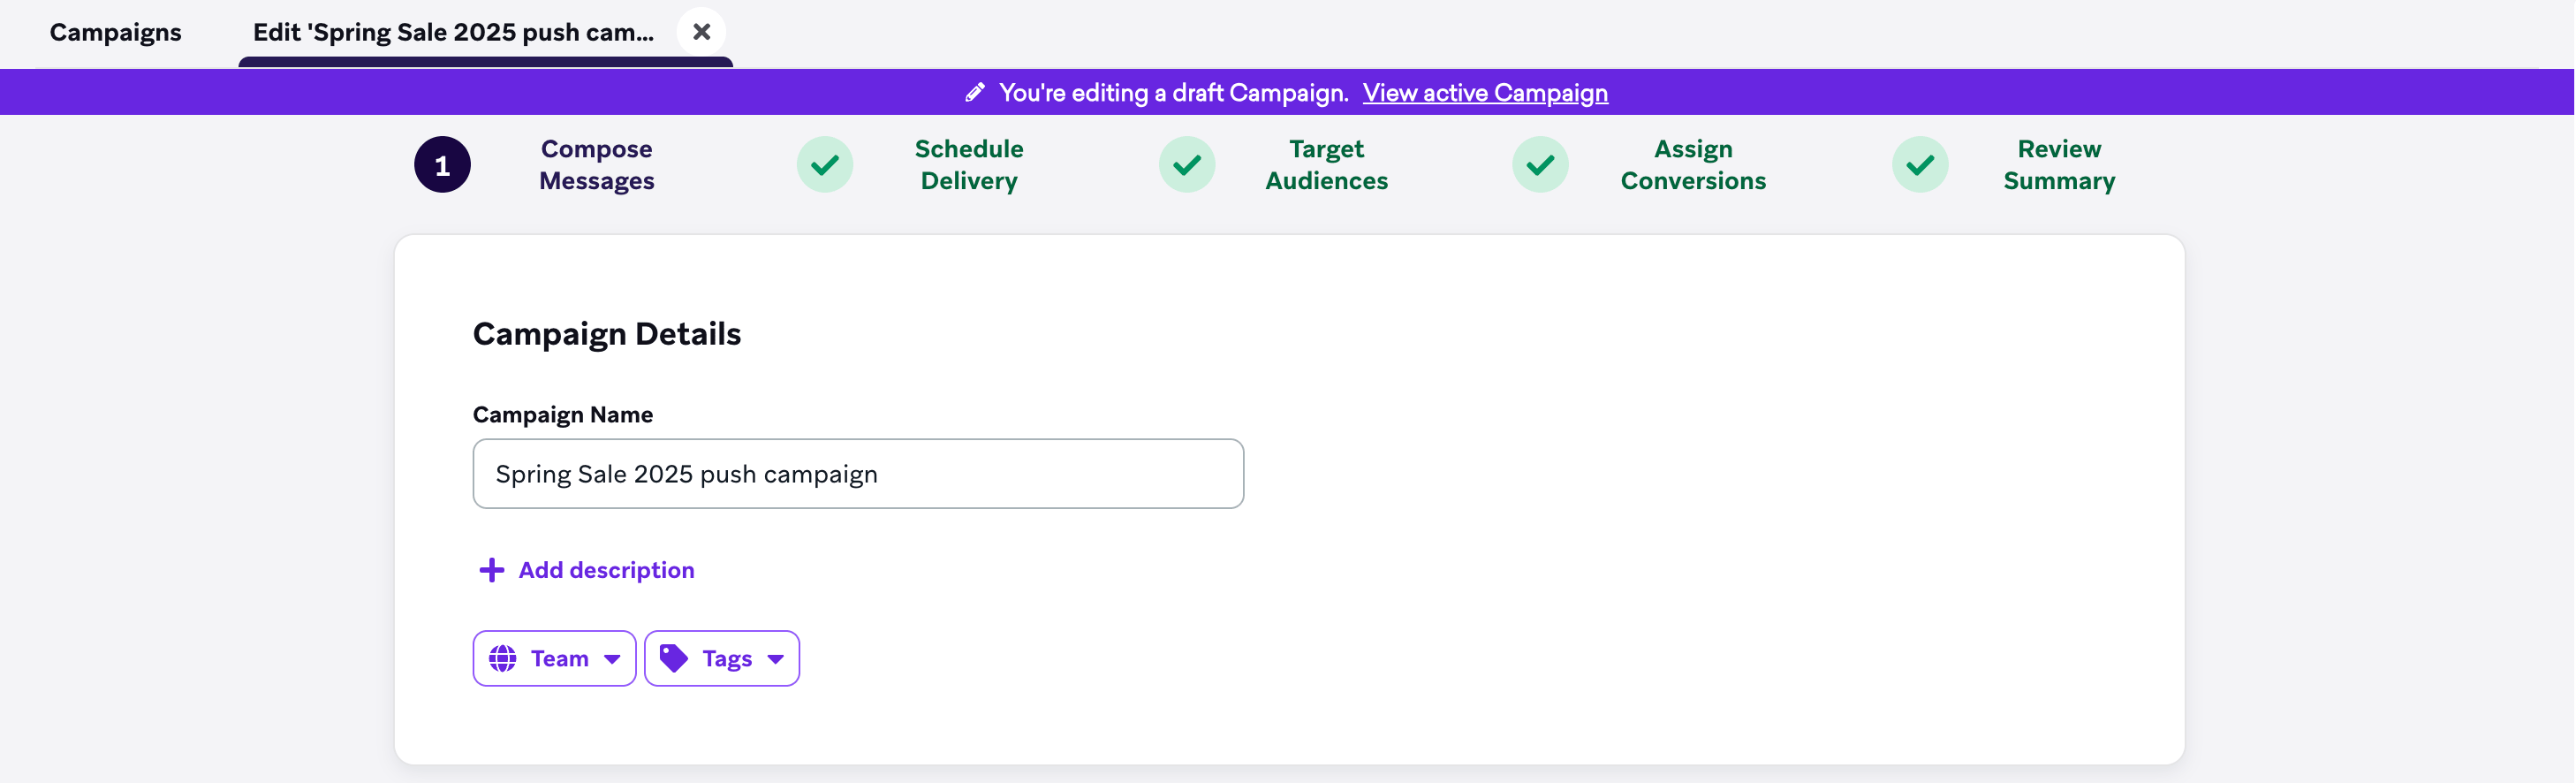 Campaigns
Edit 'Spring Sale 2025 push cam...
You're editing a draft Campaign. View active Campaign
1
Compose
Messages
Schedule
Delivery
Target
Audiences
Assign
Conversions
Review
Summary
Campaign Details
Campaign Name
Spring Sale 2025 push campaign
Add description
Team
Tags